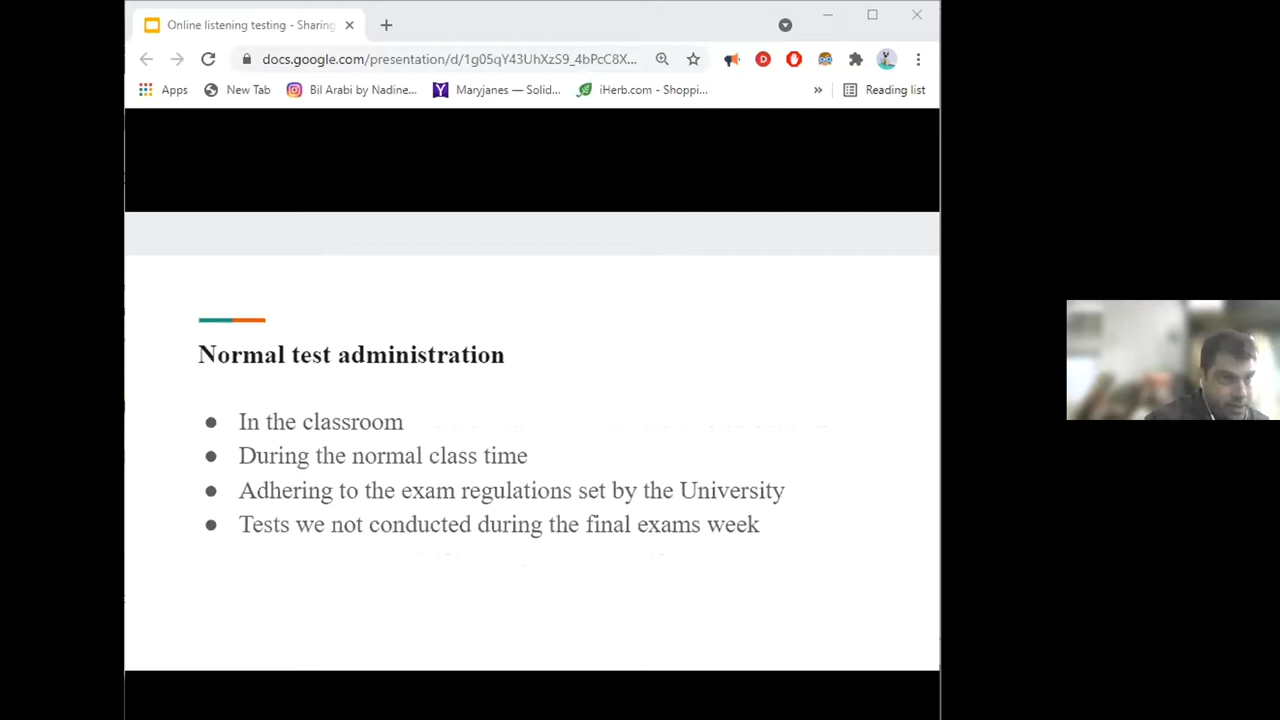 Online listening testing - Sharing
docs.google.com/presentation/d/1g05qY43UhXzS9_4bPcC8X...
Apps
New Tab
Bil Arabi by Nadine...
Maryjanes — Solid...
iHerb.com - Shoppi...
»
Reading list
Normal test administration
● In the classroom
● During the normal class time
● Adhering to the exam regulations set by the University
● Tests we not conducted during the final exams week